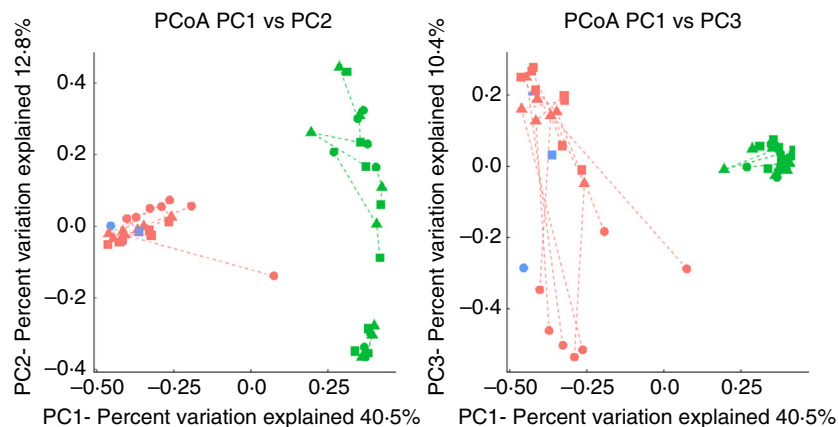 PCoA PC1 vs PC2
PC2- Percent variation explained 12·8%
0·4
0·2
0·0
−0·2
−0·4
−0·50
−0·25
0·0
0·25
PC1- Percent variation explained 40·5%
PCoA PC1 vs PC3
PC3- Percent variation explained 10·4%
0·2
0·0
−0·2
−0·4
−0·50
−0·25
0·0
0·25
PC1- Percent variation explained 40·5%